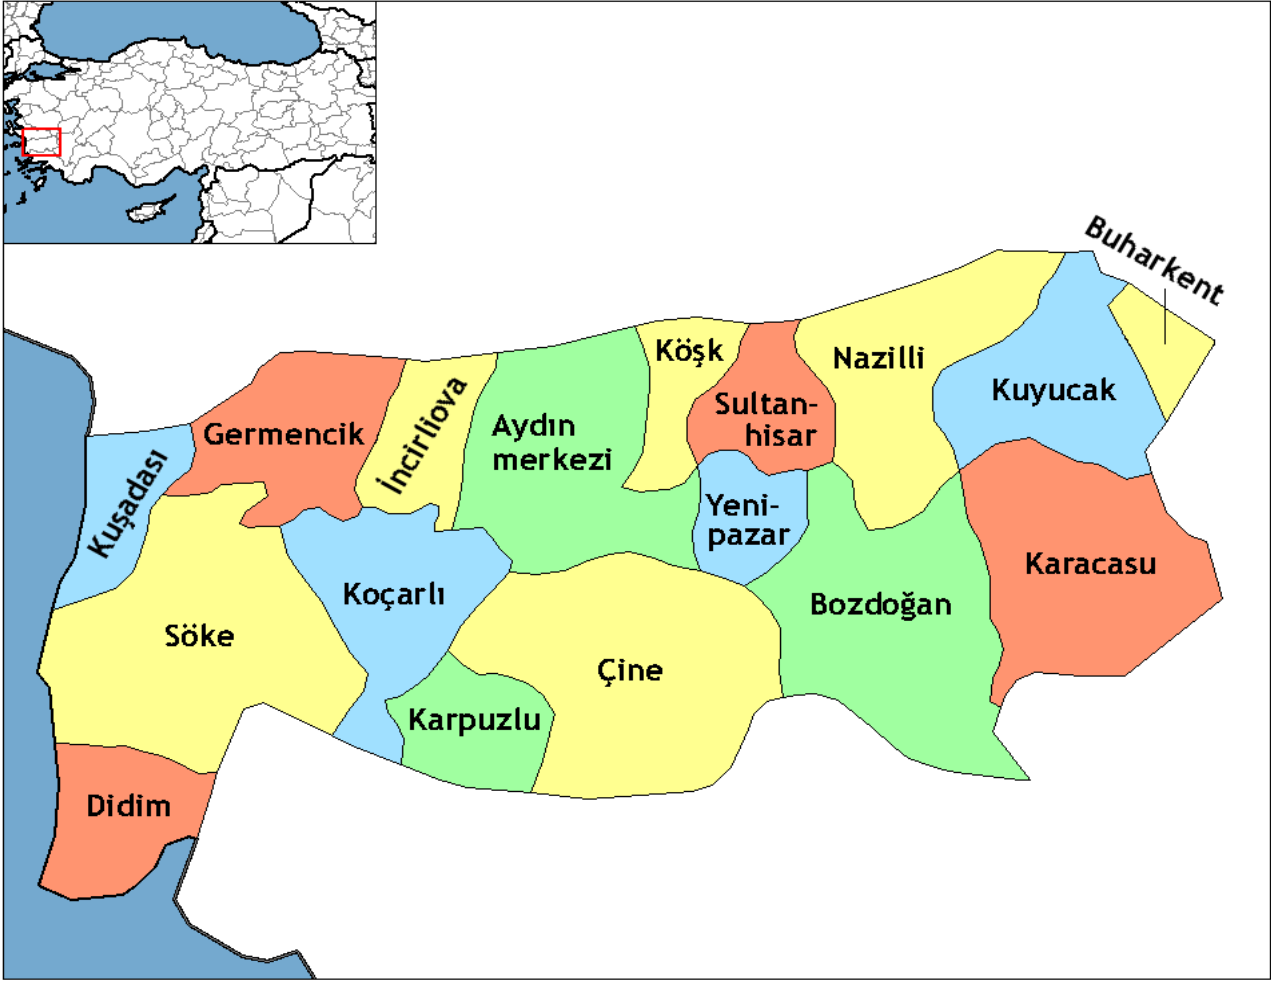 Buharkent
Köşk
Nazilli
Kuyucak
Sultan-
hisar
Germencik
İncirliova
Aydın
merkezi
Kuşadası
Yeni-
pazar
Karacasu
Koçarlı
Bozdoğan
Söke
Çine
Karpuzlu
Didim